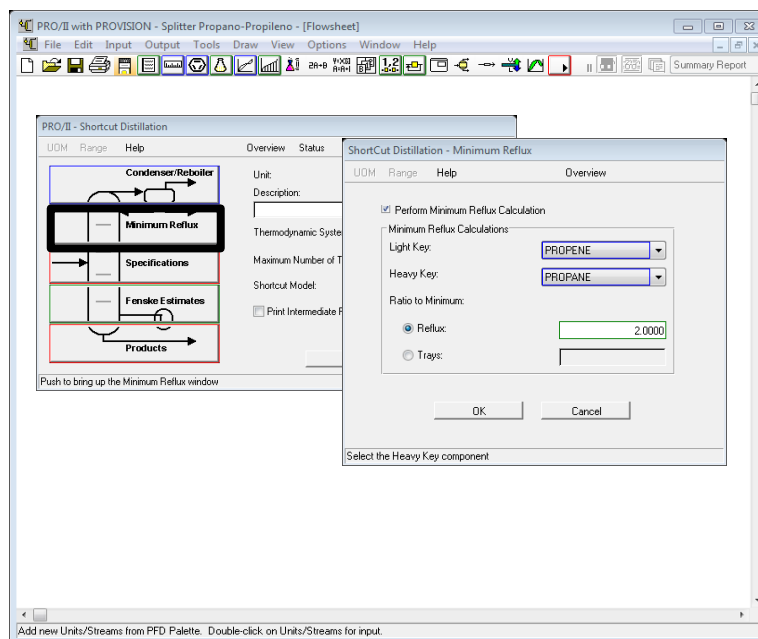 PRO/II with PROVISION - Splitter Propano-Propileno - [Flowsheet]
File Edit Input Output Tools Draw View Options Window Help
Summary Report
PRO/II - Shortcut Distillation
UOM Range Help Overview Status
Condenser/Reboiler
Minimum Reflux
Specifications
Fenske Estimates
Products
Unit:
Description:
Thermodynamic Syste
Maximum Number of T
Shortcut Model:
Print Intermediate F
Push to bring up the Minimum Reflux window
ShortCut Distillation - Minimum Reflux
UOM Range Help Overview
Perform Minimum Reflux Calculation
Minimum Reflux Calculations
Light Key: PROPENE
Heavy Key: PROPANE
Ratio to Minimum:
Reflux: 2.0000
Trays:
OK Cancel
Select the Heavy Key component
Add new Units/Streams from PFD Palette. Double-click on Units/Streams for input.